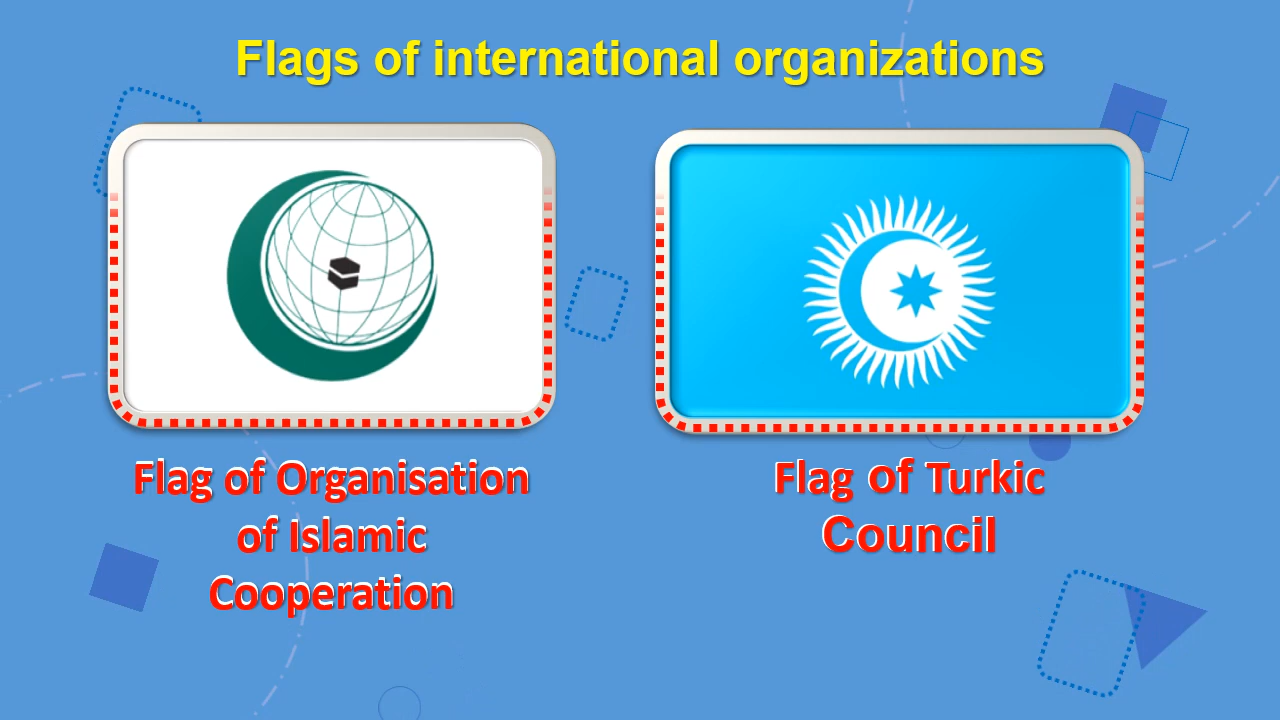 Flags of international organizations
Flag of Organisation
of Islamic
Cooperation
Flag of Turkic
Council